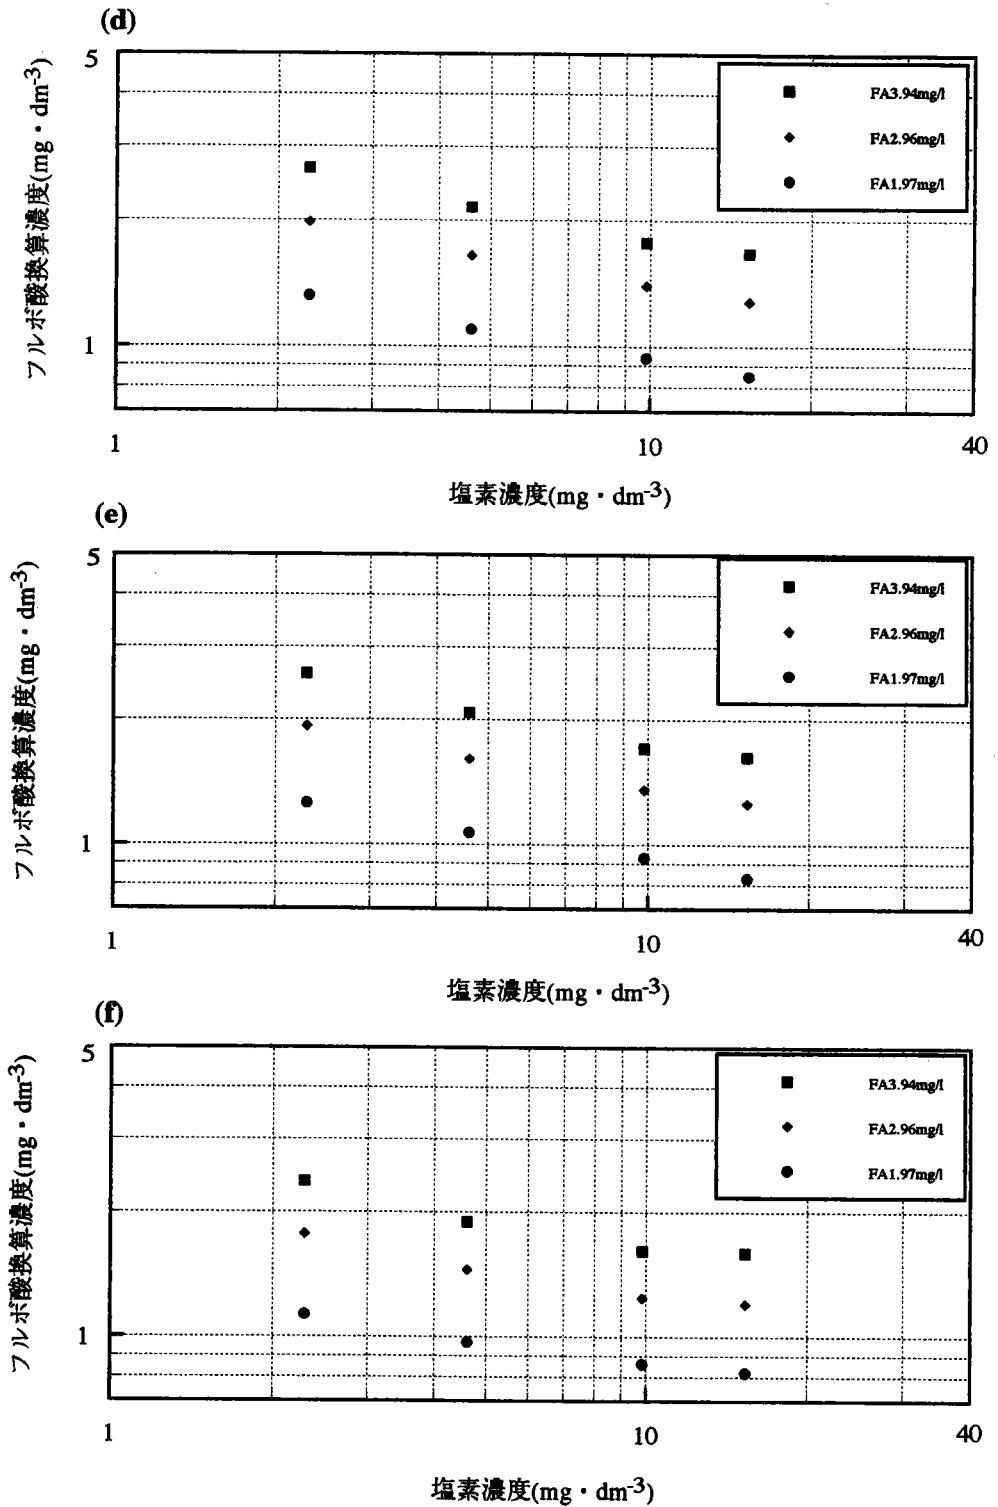 (d)
フルボ酸換算濃度(mg・dm-3)
5
1
FA3.94mg/l
FA2.96mg/l
FA1.97mg/l
1
10
40
塩素濃度(mg・dm-3)
(e)
フルボ酸換算濃度(mg・dm-3)
5
1
FA3.94mg/l
FA2.96mg/l
FA1.97mg/l
1
10
40
塩素濃度(mg・dm-3)
(f)
フルボ酸換算濃度(mg・dm-3)
5
1
FA3.94mg/l
FA2.96mg/l
FA1.97mg/l
1
10
40
塩素濃度(mg・dm-3)